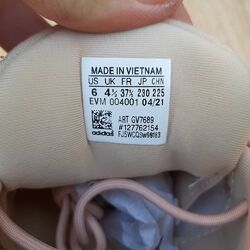 MADE IN VIETNAM
US UK FR JP CHN
6 4½ 37⅓ 230 225
EVM 004001 04/21
ART GV7689
#127762154
adidas